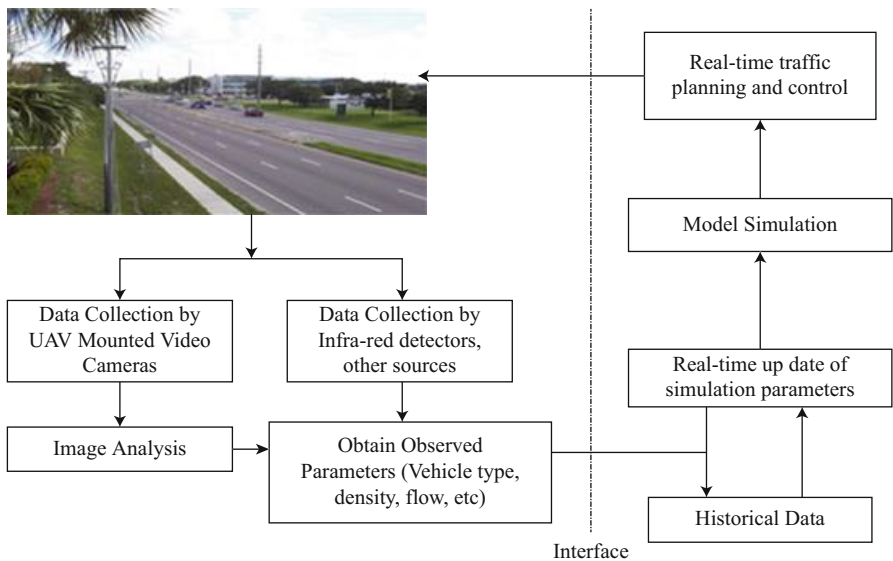 Real-time traffic
planning and control
Model Simulation
Data Collection by
UAV Mounted Video
Cameras
Data Collection by
Infra-red detectors,
other sources
Real-time up date of
simulation parameters
Image Analysis
Obtain Observed
Parameters (Vehicle type,
density, flow, etc)
Historical Data
Interface